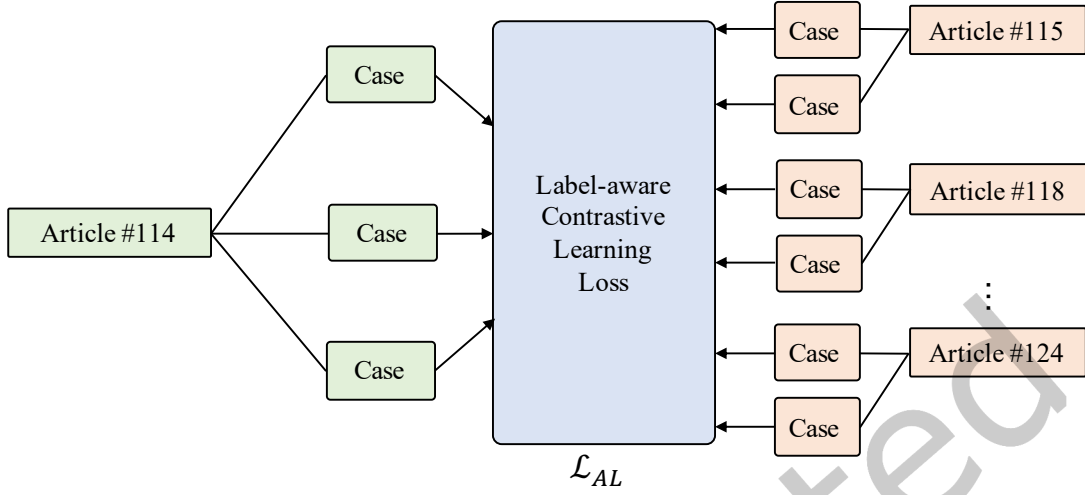 Case
Case
Case
Article #114
Label-aware
Contrastive
Learning
Loss
ℒ_AL
Case
Case
Article #115
Case
Case
Article #118
⋮
Case
Case
Article #124
ted